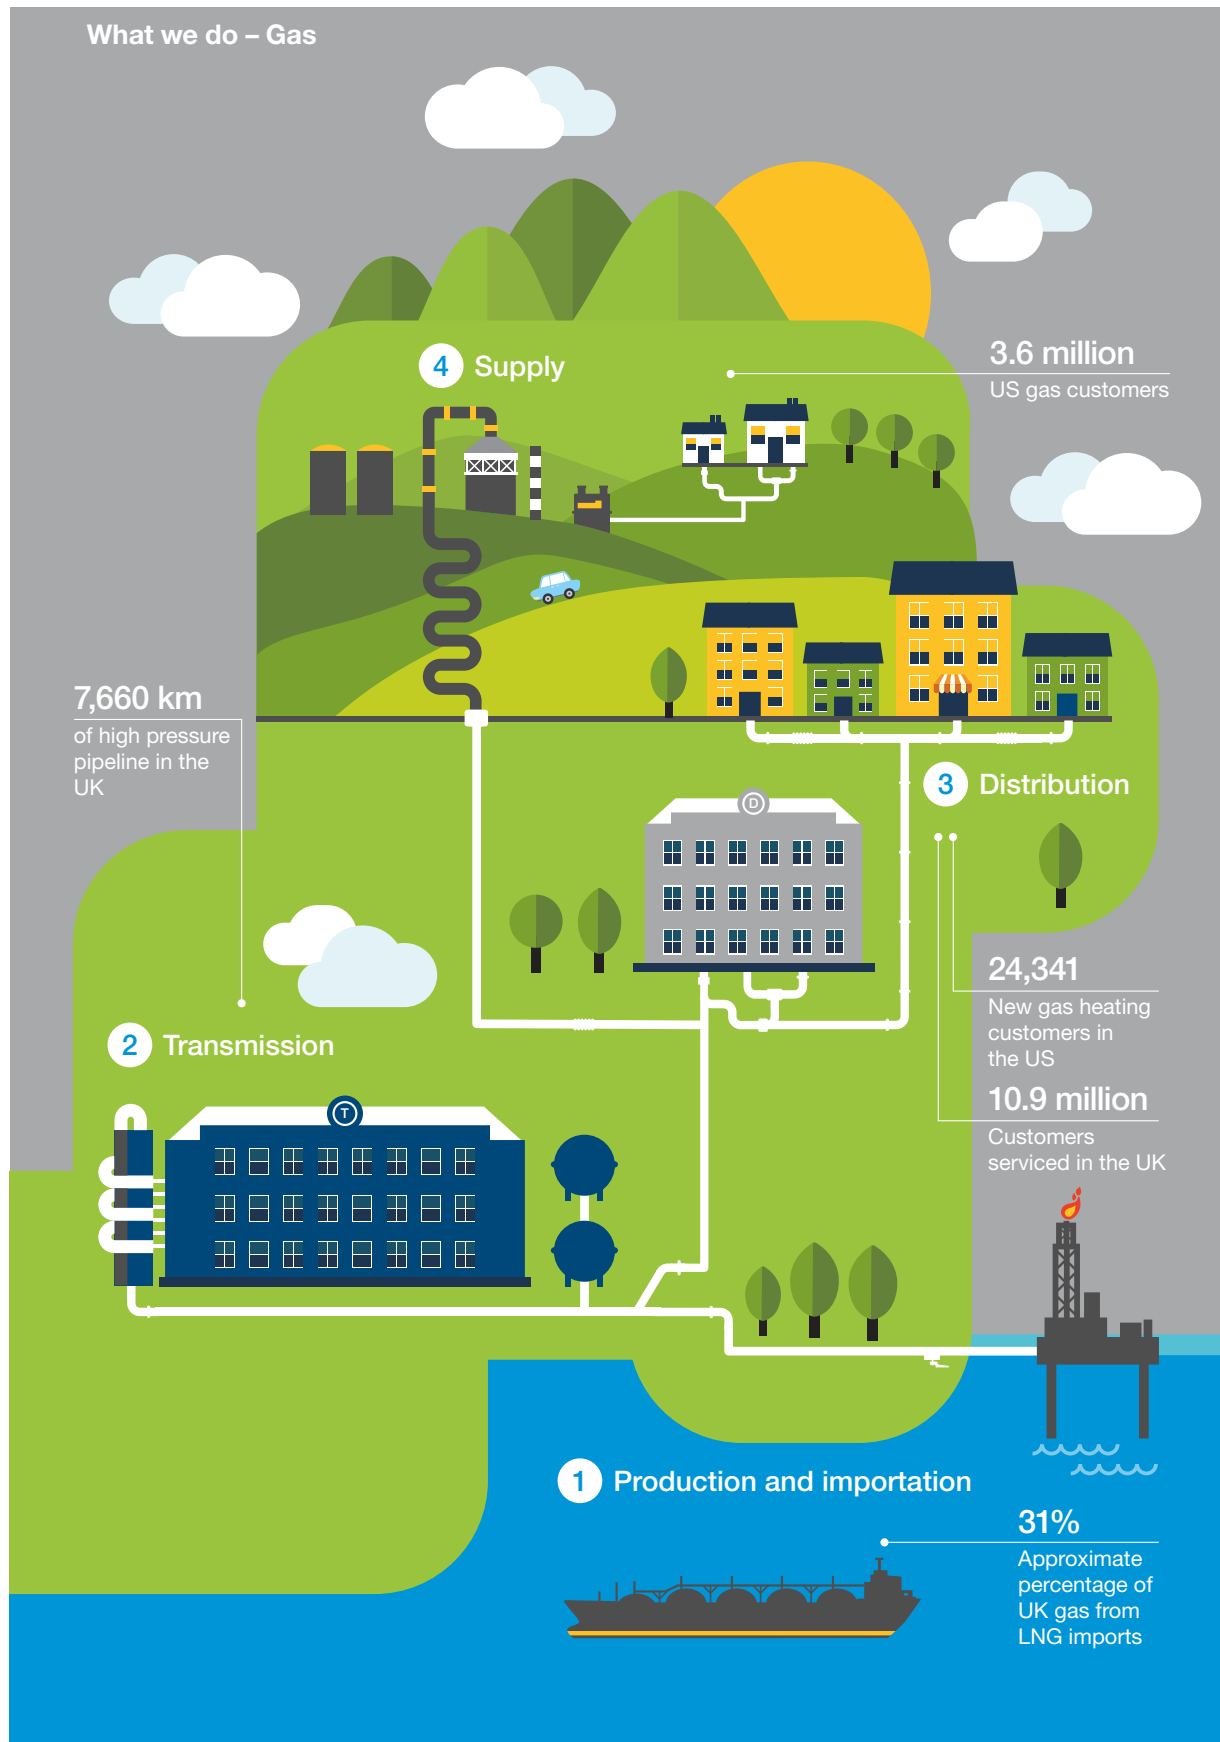 What we do – Gas
4 Supply
3.6 million
US gas customers
7,660 km
of high pressure
pipeline in the
UK
3 Distribution
D
24,341
New gas heating
customers in
the US
10.9 million
Customers
serviced in the UK
2 Transmission
T
1 Production and importation
31%
Approximate
percentage of
UK gas from
LNG imports